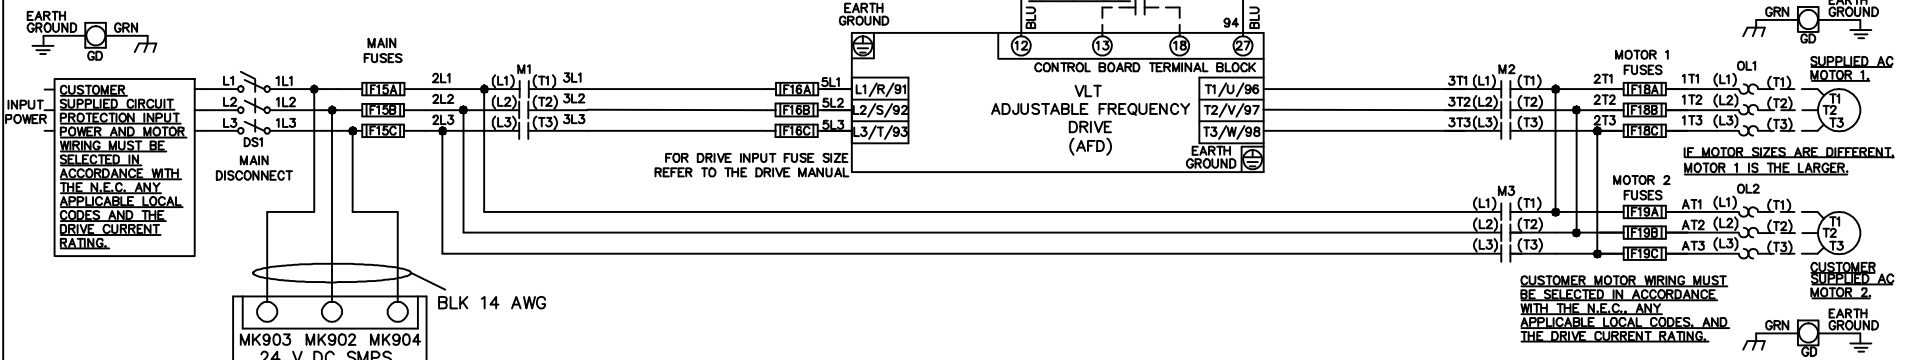 EARTH
GROUND
GRN
GD
INPUT
POWER
CUSTOMER
SUPPLIED CIRCUIT
PROTECTION INPUT
POWER AND MOTOR
WIRING MUST BE
SELECTED IN
ACCORDANCE WITH
THE N.E.C. ANY
APPLICABLE LOCAL
CODES AND THE
DRIVE CURRENT
RATING.
L1 1L1
L2 1L2
L3 1L3
DS1
MAIN
DISCONNECT
MAIN
FUSES
F15A
F15B
F15C
2L1
2L2
2L3
M1
(L1) (T1) 3L1
(L2) (T2) 3L2
(L3) (T3) 3L3
F16A 5L1
F16B 5L2
F16C 5L3
FOR DRIVE INPUT FUSE SIZE
REFER TO THE DRIVE MANUAL
BLK 14 AWG
MK903 MK902 MK904
24 V DC SMPS
EARTH
GROUND
BLU
94
BLU
12 13 18 27
CONTROL BOARD TERMINAL BLOCK
L1/R/91
L2/S/92
L3/T/93
VLT
ADJUSTABLE FREQUENCY
DRIVE
(AFD)
T1/U/96
T2/V/97
T3/W/98
EARTH
GROUND
M2
3T1 (L1) (T1)
3T2(L2) (T2)
3T3(L3) (T3)
M3
(L1) (T1)
(L2) (T2)
(L3) (T3)
MOTOR 1
FUSES
2T1 F18A 1T1 (L1)
2T2 F18B 1T2 (L2)
2T3 F18C 1T3 (L3)
OL1
(T1)
(T2)
(T3)
T1
T2
T3
GRN
EARTH
GROUND
GD
SUPPLIED AC
MOTOR 1.
IF MOTOR SIZES ARE DIFFERENT,
MOTOR 1 IS THE LARGER.
MOTOR 2
FUSES
F19A AT1 (L1)
F19B AT2 (L2)
F19C AT3 (L3)
OL2
(T1)
(T2)
(T3)
T1
T2
T3
CUSTOMER
SUPPLIED AC
MOTOR 2.
CUSTOMER MOTOR WIRING MUST
BE SELECTED IN ACCORDANCE
WITH THE N.E.C., ANY
APPLICABLE LOCAL CODES, AND
THE DRIVE CURRENT RATING.
GRN
EARTH
GROUND
GD